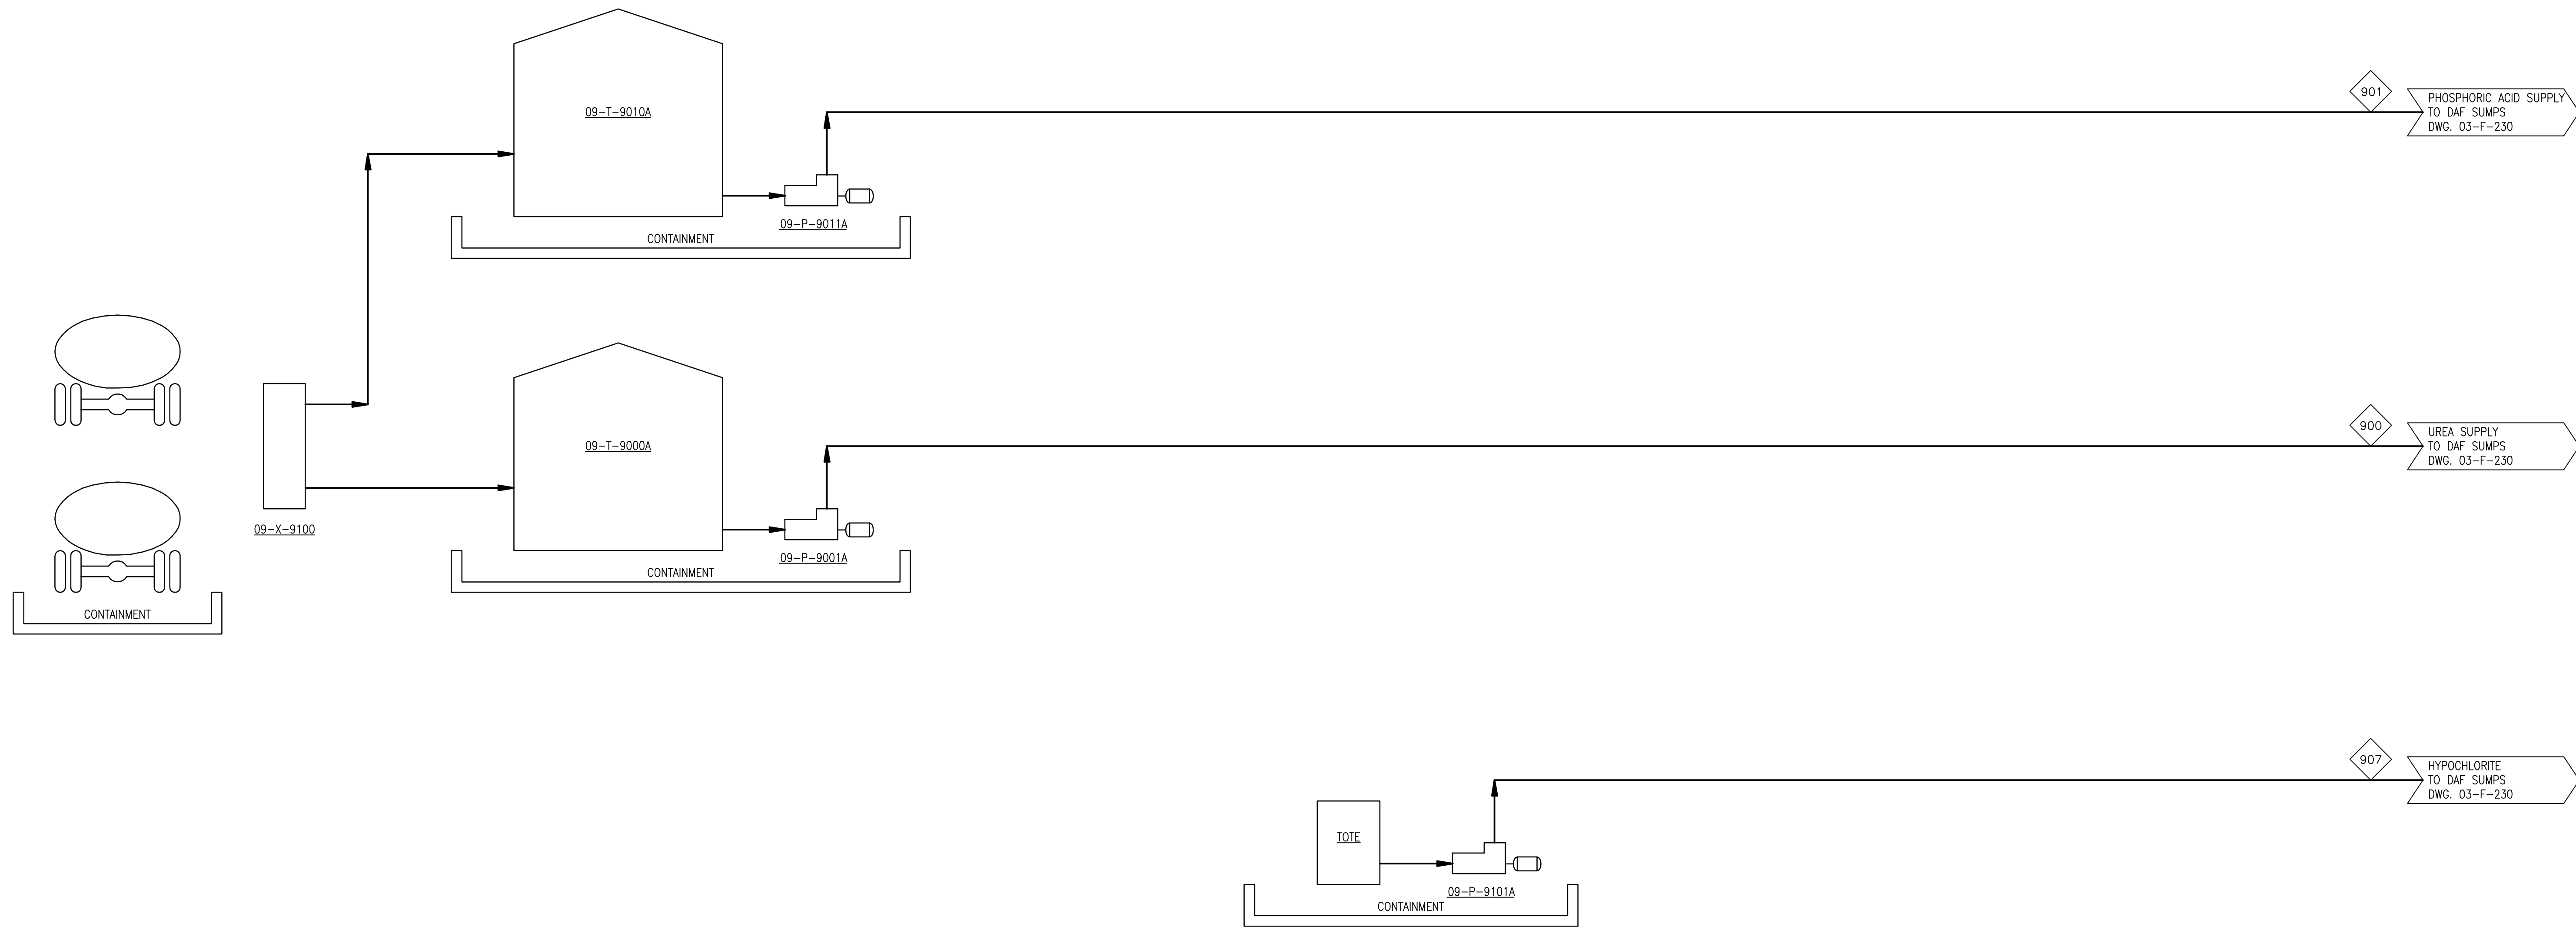 901
PHOSPHORIC ACID SUPPLY
TO DAF SUMPS
DWG. 03-F-230
09-T-9010A
09-P-9011A
CONTAINMENT
900
UREA SUPPLY
TO DAF SUMPS
DWG. 03-F-230
09-T-9000A
09-X-9100
09-P-9001A
CONTAINMENT
CONTAINMENT
907
HYPOCHLORITE
TO DAF SUMPS
DWG. 03-F-230
TOTE
09-P-9101A
CONTAINMENT